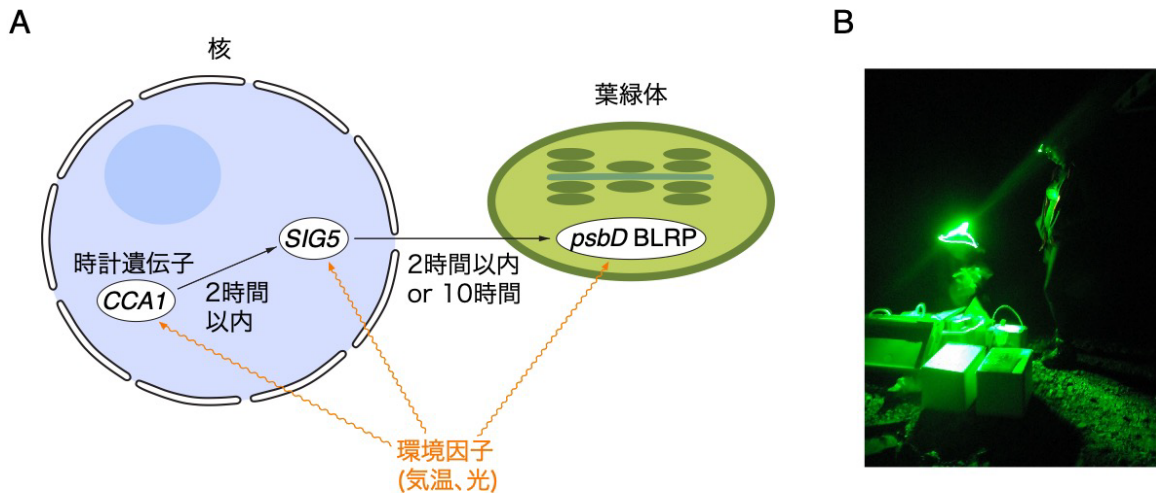 A
核
時計遺伝子
CCA1
2時間
以内
SIG5
2時間以内
or 10時間
葉緑体
psbD BLRP
環境因子
(気温、光)
B